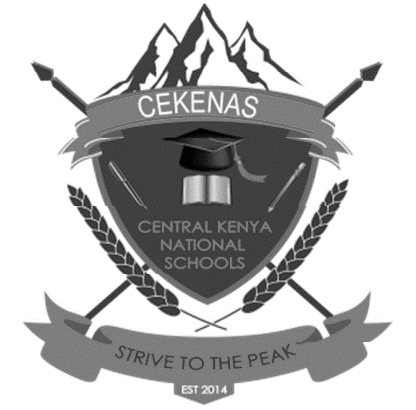 CEKENAS
CENTRAL KENYA
NATIONAL
SCHOOLS
STRIVE TO THE PEAK
EST 2014